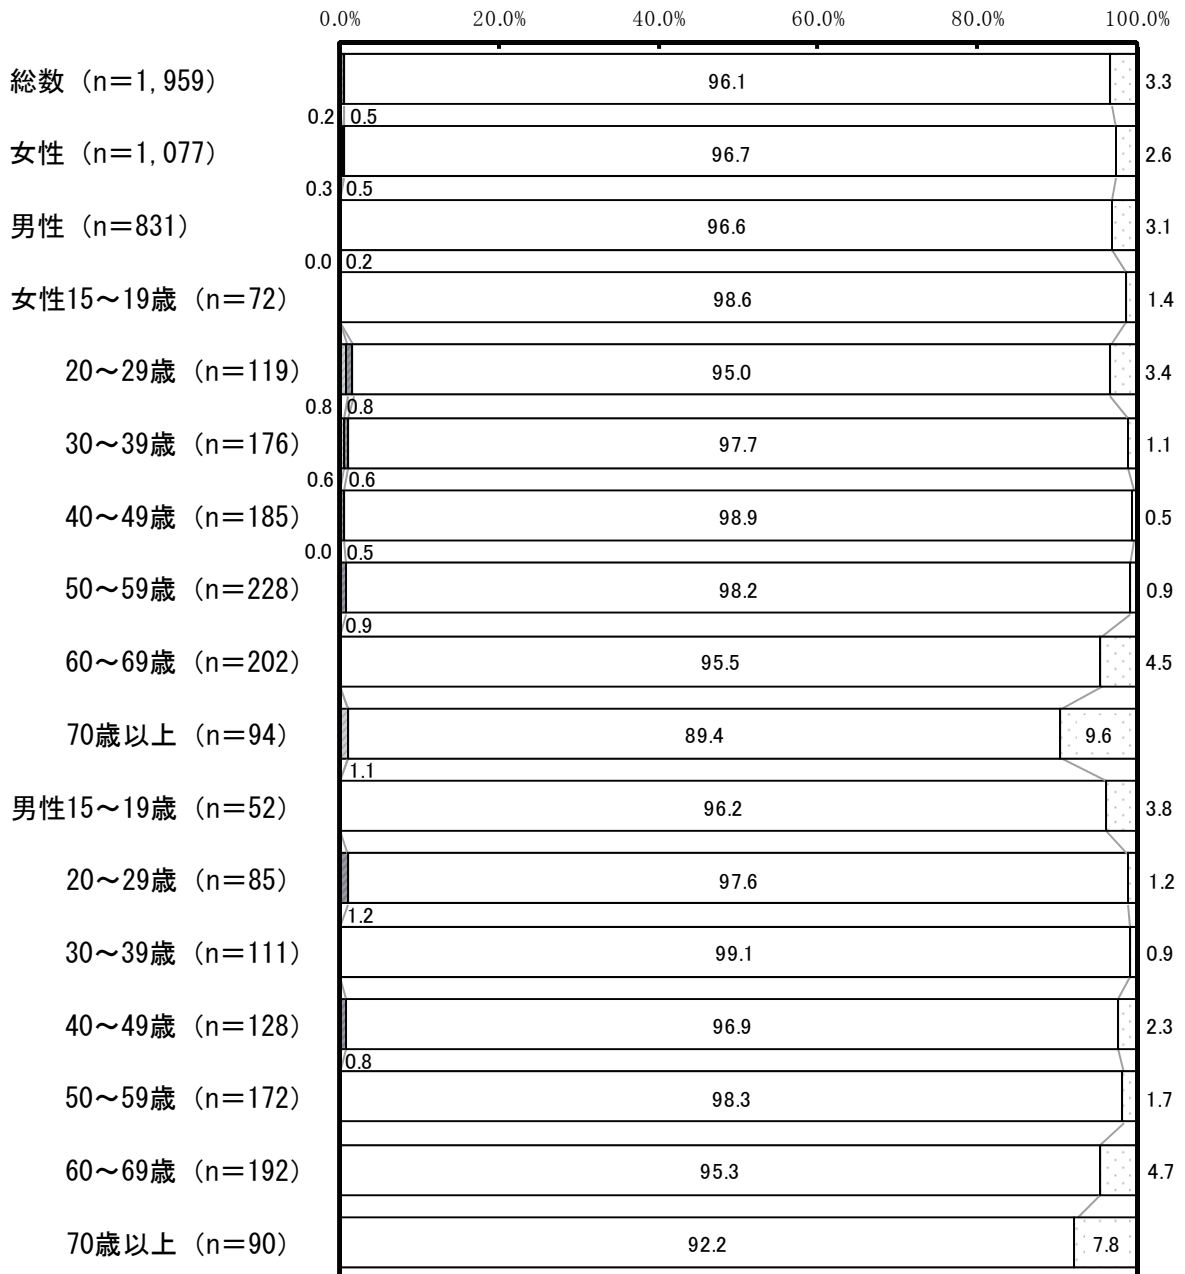 0.0% 20.0% 40.0% 60.0% 80.0% 100.0%
総数（n＝1,959） 96.1 3.3
0.2 0.5
女性（n＝1,077） 96.7 2.6
0.3 0.5
男性（n＝831） 96.6 3.1
0.0 0.2
女性15～19歳（n＝72） 98.6 1.4
20～29歳（n＝119） 95.0 3.4
0.8 0.8
30～39歳（n＝176） 97.7 1.1
0.6 0.6
40～49歳（n＝185） 98.9 0.5
0.0 0.5
50～59歳（n＝228） 98.2 0.9
0.9
60～69歳（n＝202） 95.5 4.5
70歳以上（n＝94） 89.4 9.6
1.1
男性15～19歳（n＝52） 96.2 3.8
20～29歳（n＝85） 97.6 1.2
1.2
30～39歳（n＝111） 99.1 0.9
40～49歳（n＝128） 96.9 2.3
0.8
50～59歳（n＝172） 98.3 1.7
60～69歳（n＝192） 95.3 4.7
70歳以上（n＝90） 92.2 7.8